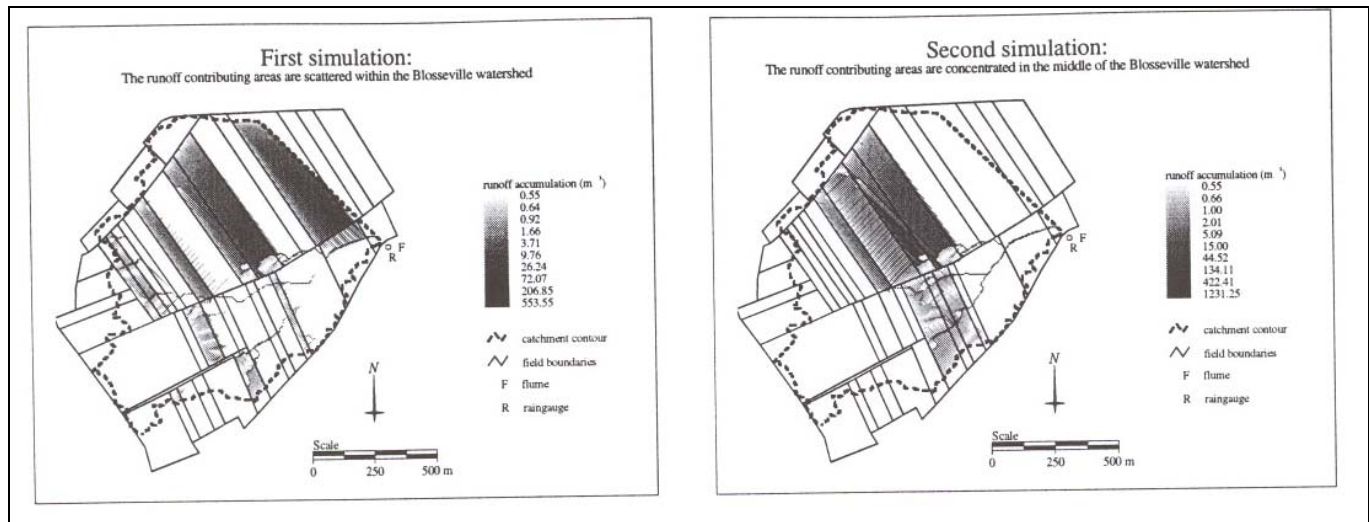 First simulation:
The runoff contributing areas are scattered within the Blosseville watershed
runoff accumulation (m ³)
0.55
0.64
0.92
1.66
3.71
9.76
26.24
72.07
206.85
553.55
catchment contour
field boundaries
F flume
R raingauge
F
R
N
Scale
0 250 500 m
Second simulation:
The runoff contributing areas are concentrated in the middle of the Blosseville watershed
runoff accumulation (m ³)
0.55
0.66
1.00
2.01
5.09
15.00
44.52
134.11
422.41
1231.25
catchment contour
field boundaries
F flume
R raingauge
F
R
N
Scale
0 250 500 m